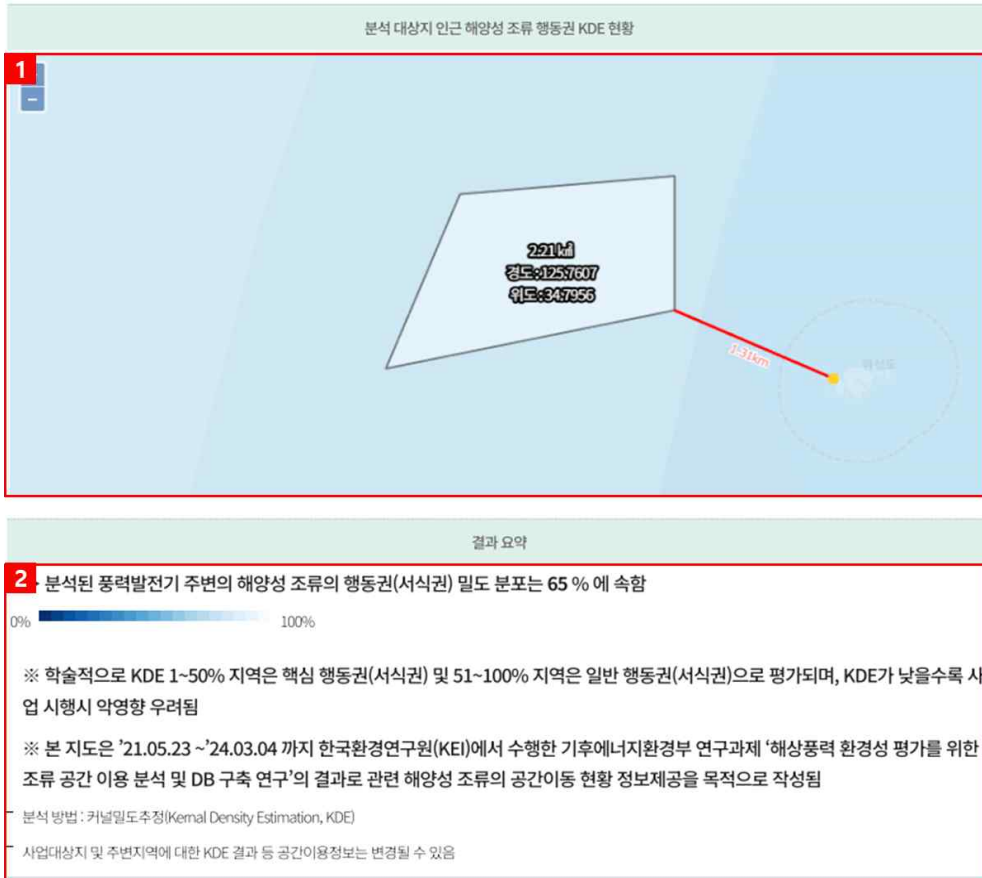 분석 대상지 인근 해양성 조류 행동권 KDE 현황
1
−
2.21㎢
경도 : 125.7607
위도 : 34.7956
1.31km
결과 요약
2
분석된 풍력발전기 주변의 해양성 조류의 행동권(서식권) 밀도 분포는 65 % 에 속함
0% 100%
※ 학술적으로 KDE 1~50% 지역은 핵심 행동권(서식권) 및 51~100% 지역은 일반 행동권(서식권)으로 평가되며, KDE가 낮을수록 사
업 시행시 악영향 우려됨
※ 본 지도은 ’21.05.23 ~’24.03.04 까지 한국환경연구원(KEI)에서 수행한 기후에너지환경부 연구과제 ‘해상풍력 환경성 평가를 위한
조류 공간 이용 분석 및 DB 구축 연구’의 결과로 관련 해양성 조류의 공간이동 현황 정보제공을 목적으로 작성됨
분석 방법 : 커널밀도추정(Kernal Density Estimation, KDE)
사업대상지 및 주변지역에 대한 KDE 결과 등 공간이용정보는 변경될 수 있음